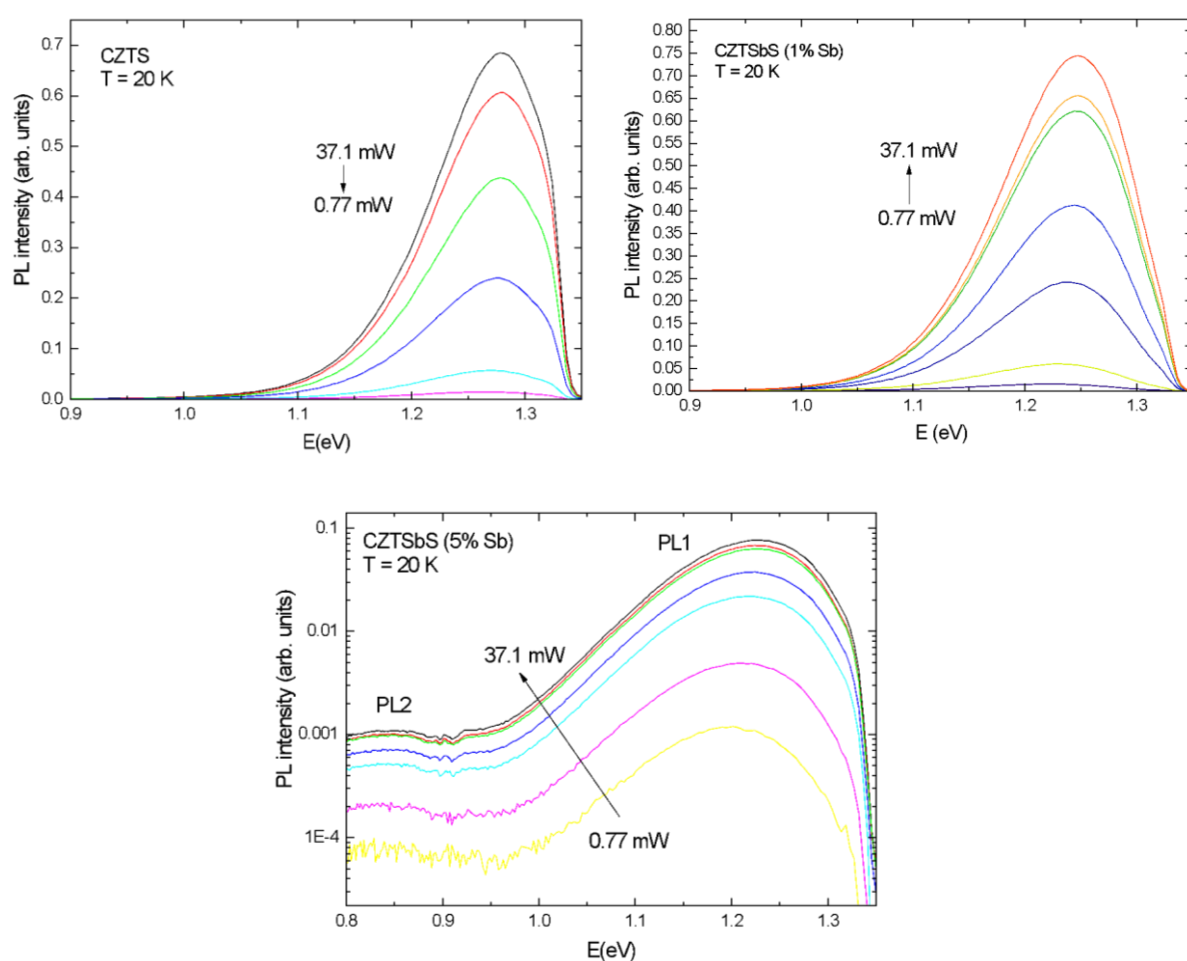 CZTS
T = 20 K
37.1 mW
0.77 mW
PL intensity (arb. units)
0.7
0.6
0.5
0.4
0.3
0.2
0.1
0.0
0.9 1.0 1.1 1.2 1.3
E(eV)
CZTSbS (1% Sb)
T = 20 K
37.1 mW
0.77 mW
PL intensity (arb. units)
0.80
0.75
0.70
0.65
0.60
0.55
0.50
0.45
0.40
0.35
0.30
0.25
0.20
0.15
0.10
0.05
0.00
0.9 1.0 1.1 1.2 1.3
E (eV)
CZTSbS (5% Sb)
T = 20 K
PL1
37.1 mW
PL2
0.77 mW
PL intensity (arb. units)
0.1
0.01
0.001
1E-4
0.8 0.9 1.0 1.1 1.2 1.3
E(eV)